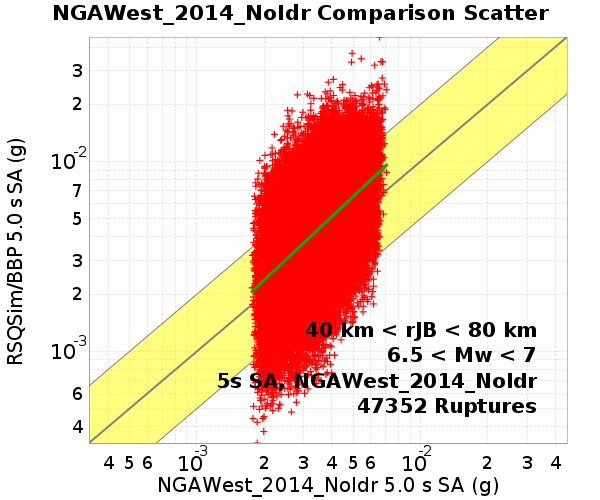 NGAWest_2014_NoIdr Comparison Scatter
RSQSim/BBP 5.0 s SA (g)
3
2
10-2
7
5
3
2
10-3
6
4
40 km < rJB < 80 km
6.5 < Mw < 7
5s SA, NGAWest_2014_NoIdr
47352 Ruptures
4 5 6 10-3 2 3 4 5 6 10-2 2 3 4
NGAWest_2014_NoIdr 5.0 s SA (g)